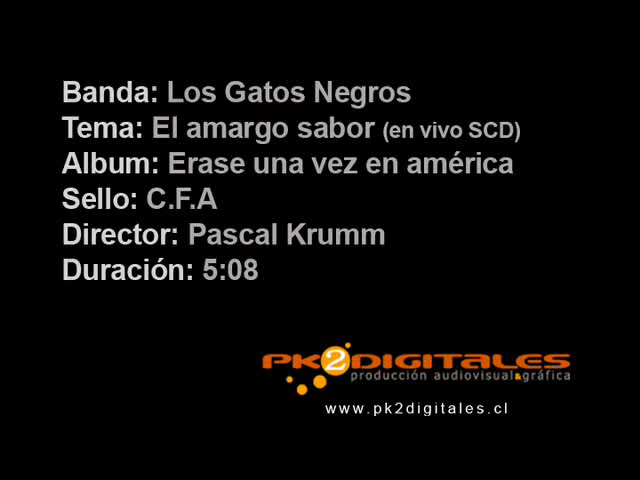 Banda: Los Gatos Negros
Tema: El amargo sabor (en vivo SCD)
Album: Erase una vez en américa
Sello: C.F.A
Director: Pascal Krumm
Duración: 5:08
PK2DIGITALES
producción audiovisual&gráfica
www.pk2digitales.cl